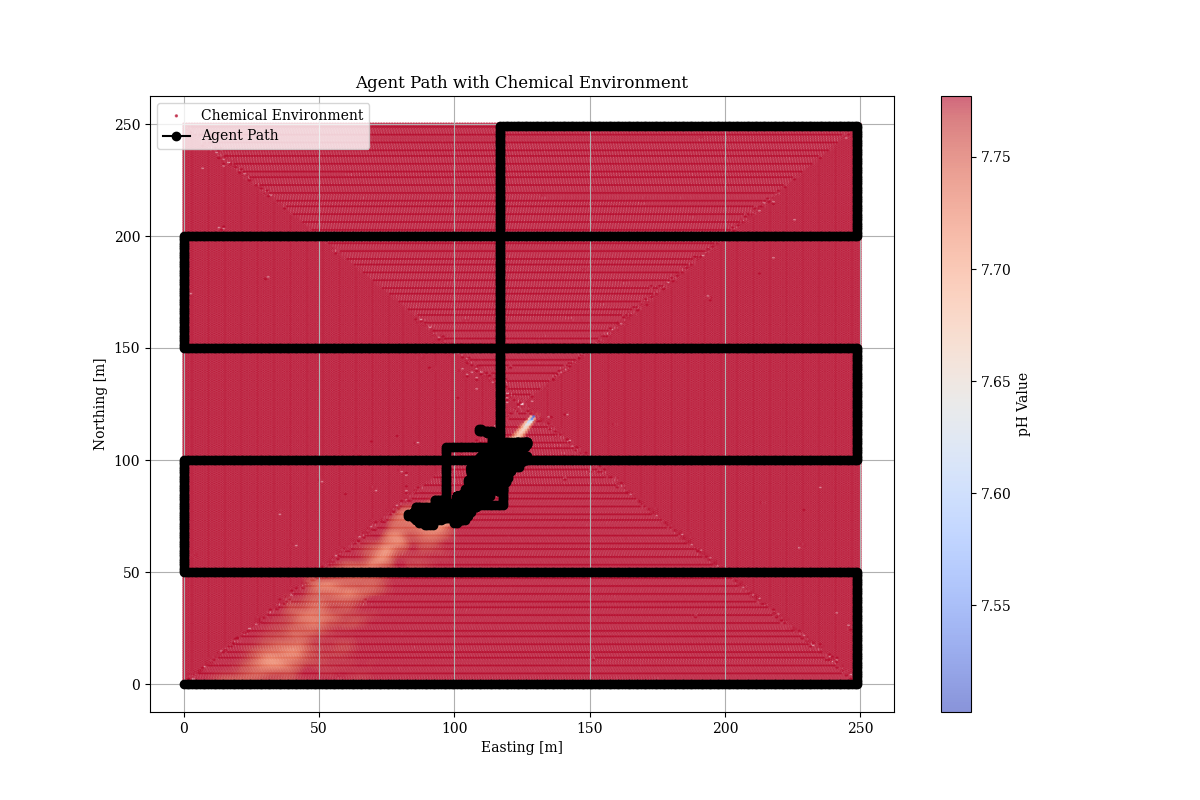 Agent Path with Chemical Environment
Chemical Environment
Agent Path
250
200
150
100
50
0
Northing [m]
0
50
100
150
200
250
Easting [m]
7.75
7.70
7.65
7.60
7.55
pH Value